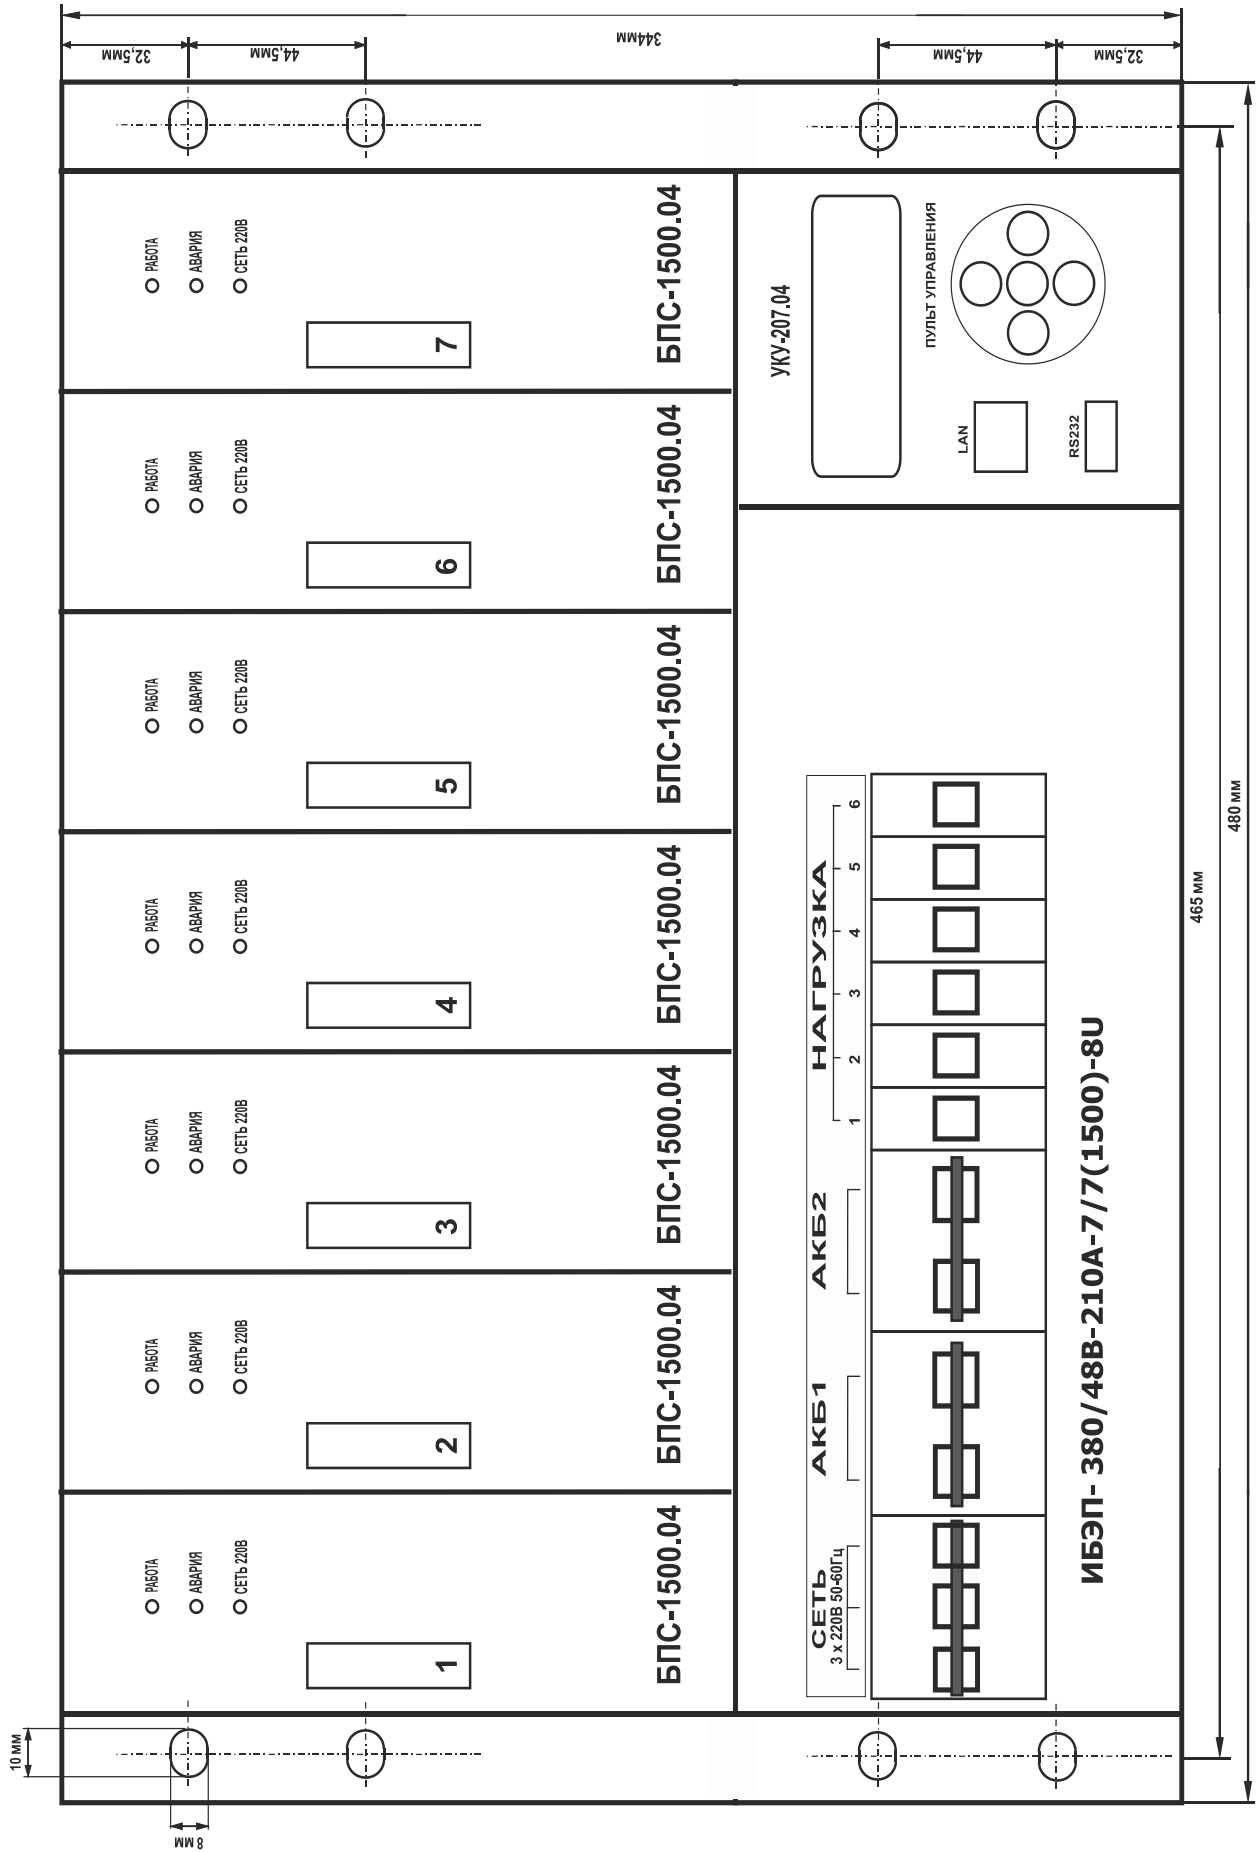 10 мм
8 мм
32,5мм
44,5мм
344мм
44,5мм
32,5мм
РАБОТА
АВАРИЯ
СЕТЬ 220В
1
БПС-1500.04
РАБОТА
АВАРИЯ
СЕТЬ 220В
2
БПС-1500.04
РАБОТА
АВАРИЯ
СЕТЬ 220В
3
БПС-1500.04
РАБОТА
АВАРИЯ
СЕТЬ 220В
4
БПС-1500.04
РАБОТА
АВАРИЯ
СЕТЬ 220В
5
БПС-1500.04
РАБОТА
АВАРИЯ
СЕТЬ 220В
6
БПС-1500.04
РАБОТА
АВАРИЯ
СЕТЬ 220В
7
БПС-1500.04
СЕТЬ
3 x 220В 50-60Гц
АКБ1
АКБ2
НАГРУЗКА
1 2 3 4 5 6
ИБЭП- 380/48В-210А-7/7(1500)-8U
УКУ-207.04
ПУЛЬТ УПРАВЛЕНИЯ
LAN
RS232
465 мм
480 мм